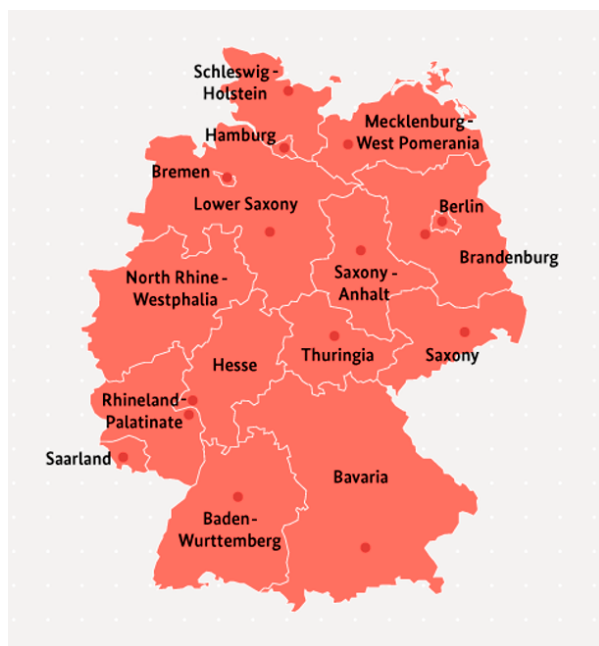 Schleswig-
Holstein
Mecklenburg-
West Pomerania
Hamburg
Bremen
Lower Saxony
Berlin
Brandenburg
North Rhine-
Westphalia
Saxony-
Anhalt
Hesse
Thuringia
Saxony
Rhineland-
Palatinate
Saarland
Bavaria
Baden-
Wurttemberg